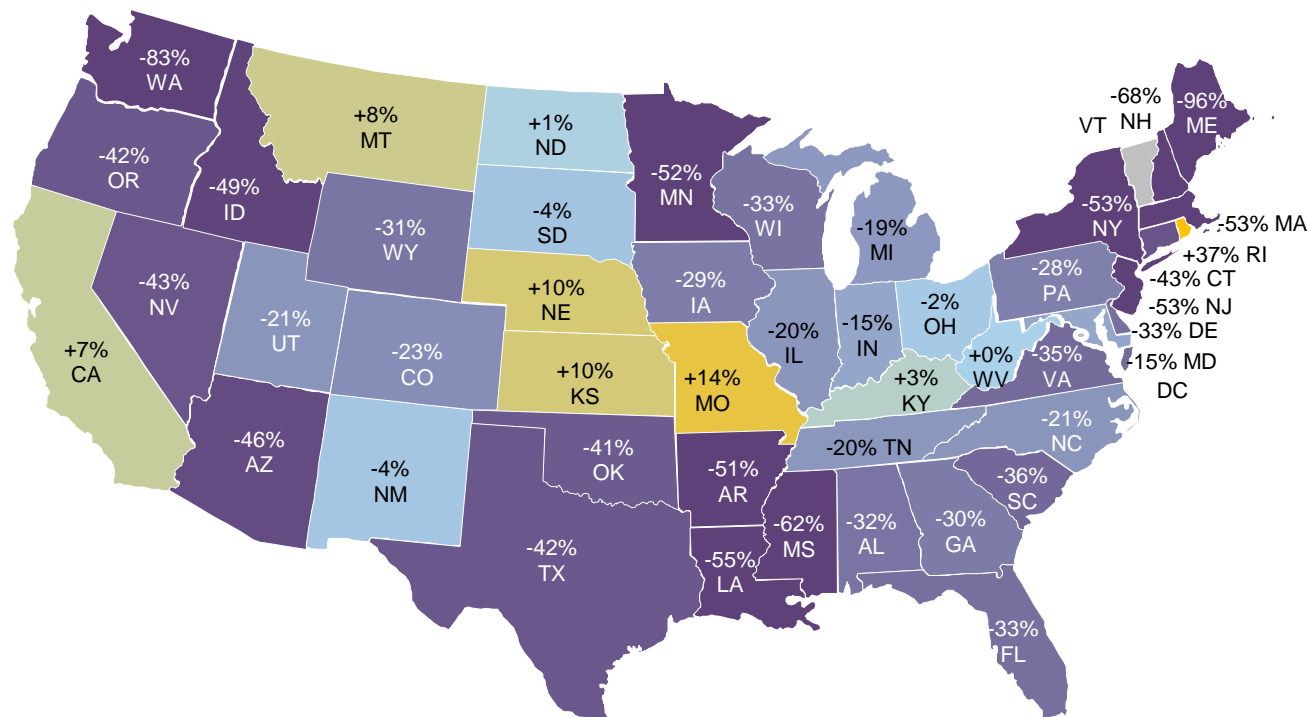 -83%
WA
-42%
OR
-49%
ID
+8%
MT
+1%
ND
-4%
SD
-31%
WY
+10%
NE
+10%
KS
-43%
NV
+7%
CA
-21%
UT
-23%
CO
-46%
AZ
-4%
NM
-42%
TX
-41%
OK
-52%
MN
-29%
IA
+14%
MO
-51%
AR
-55%
LA
-33%
WI
-20%
IL
-19%
MI
-15%
IN
-2%
OH
+3%
KY
-20% TN
-62%
MS
-32%
AL
-30%
GA
-33%
FL
-36%
SC
-21%
NC
-35%
VA
+0%
WV
-28%
PA
-53%
NY
VT
-68%
NH
-96%
ME
-53% MA
+37% RI
-43% CT
-53% NJ
-33% DE
-15% MD
DC